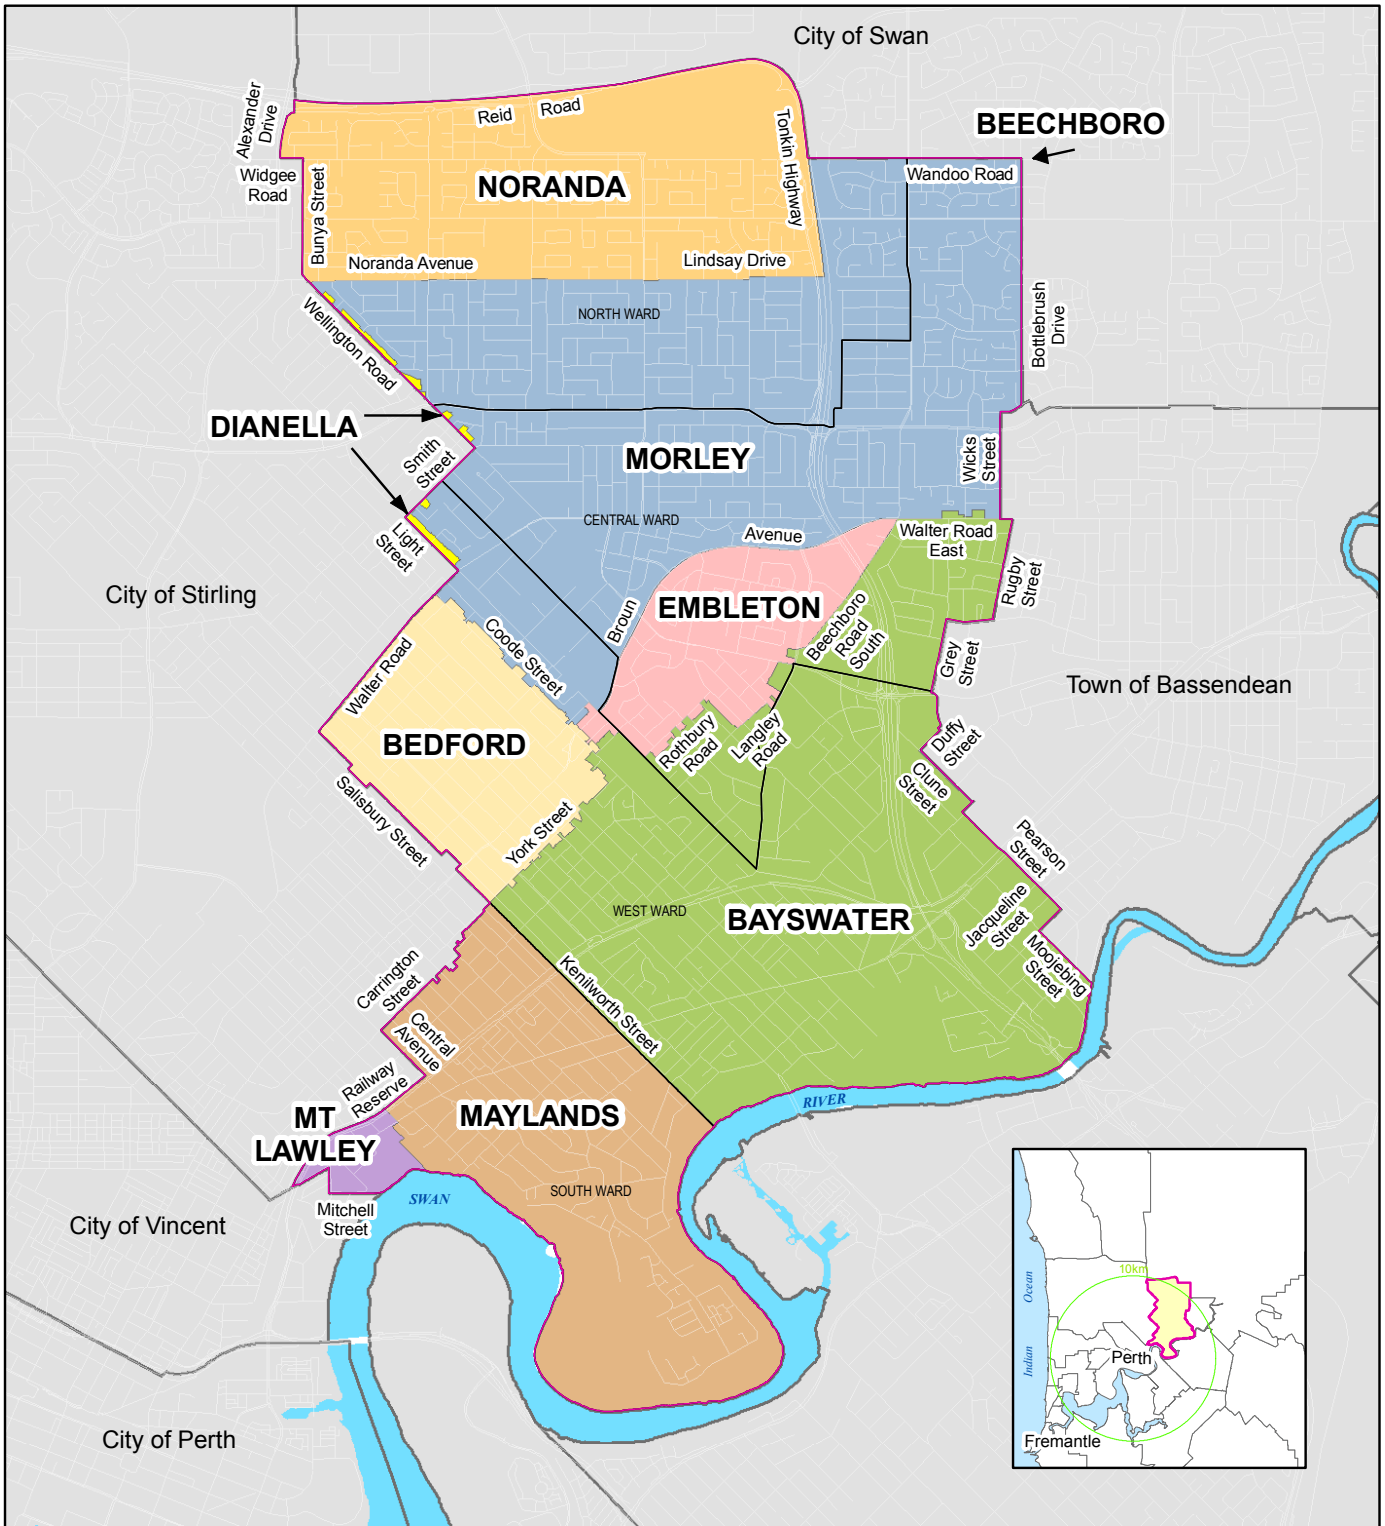 City of Swan
Alexander
Drive
Reid Road
Tonkin Highway
BEECHBORO
Widgee
Road
Bunya Street
NORANDA
Wandoo Road
Noranda Avenue
Lindsay Drive
NORTH WARD
Wellington Road
Bottlebrush
Drive
DIANELLA
Smith
Street
MORLEY
Wicks
Street
Light
Street
CENTRAL WARD
Avenue
Walter Road
East
City of Stirling
Rugby
Street
EMBLETON
Broun
Beechboro
Road
South
Coode Street
Walter Road
Grey
Street
Town of Bassendean
BEDFORD
Rothbury
Road
Langley
Road
Duffy
Street
Clune
Street
Salisbury Street
York Street
Pearson
Street
WEST WARD
BAYSWATER
Jacqueline
Street
Moojebing
Street
Carrington
Street
Kenilworth Street
Central
Avenue
Railway
Reserve
MT
LAWLEY
MAYLANDS
RIVER
SWAN
SOUTH WARD
Mitchell
Street
City of Vincent
City of Perth
10km
Indian Ocean
Perth
Fremantle